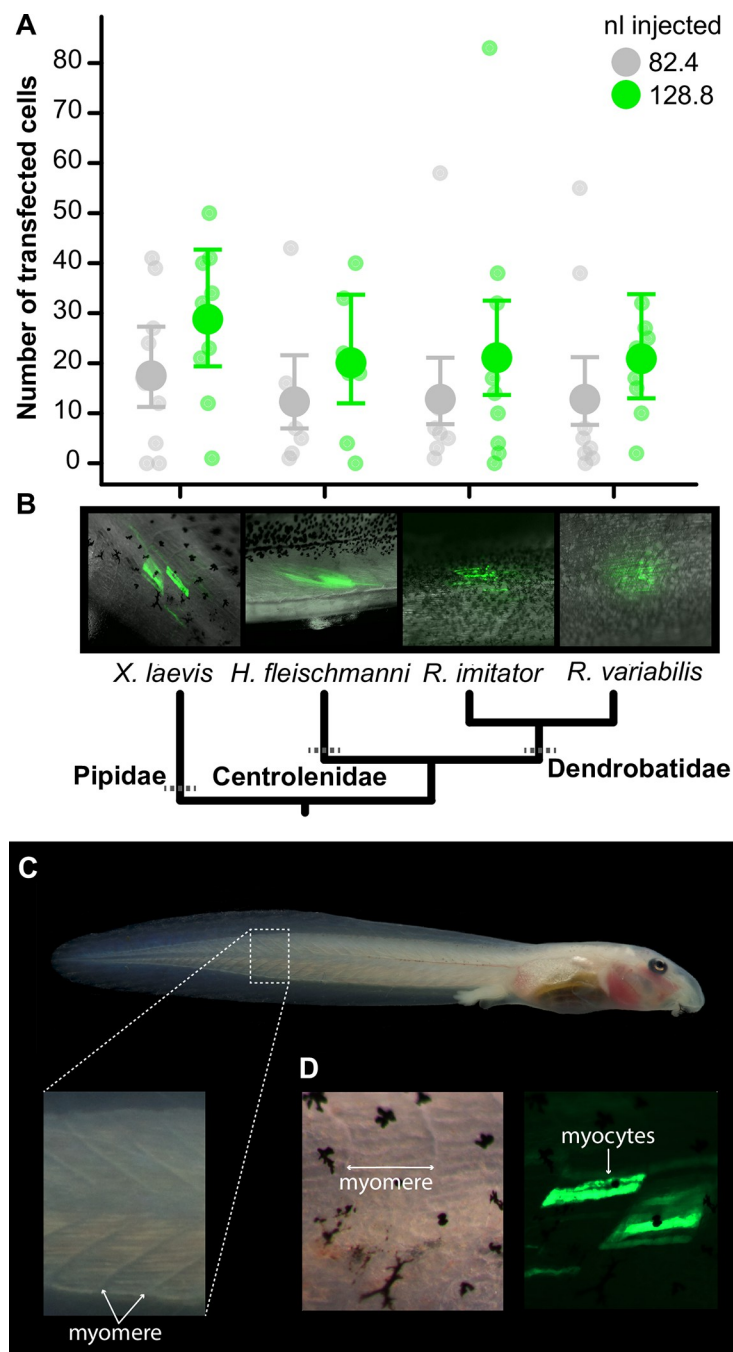 A
nl injected
82.4
128.8
Number of transfected cells
80
70
60
50
40
30
20
10
0
B
X. laevis H. fleischmanni R. imitator R. variabilis
Pipidae Centrolenidae Dendrobatidae
C
D
myomere
myocytes
myomere